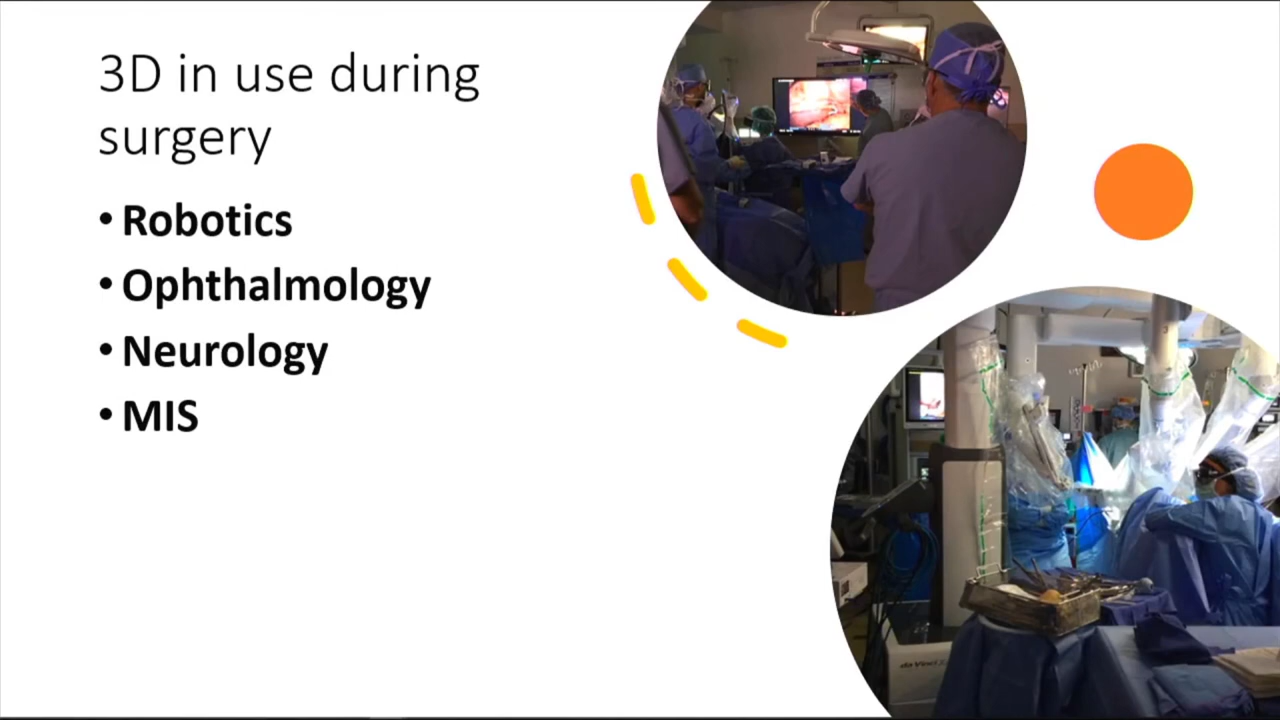 3D in use during
surgery
• Robotics
• Ophthalmology
• Neurology
• MIS